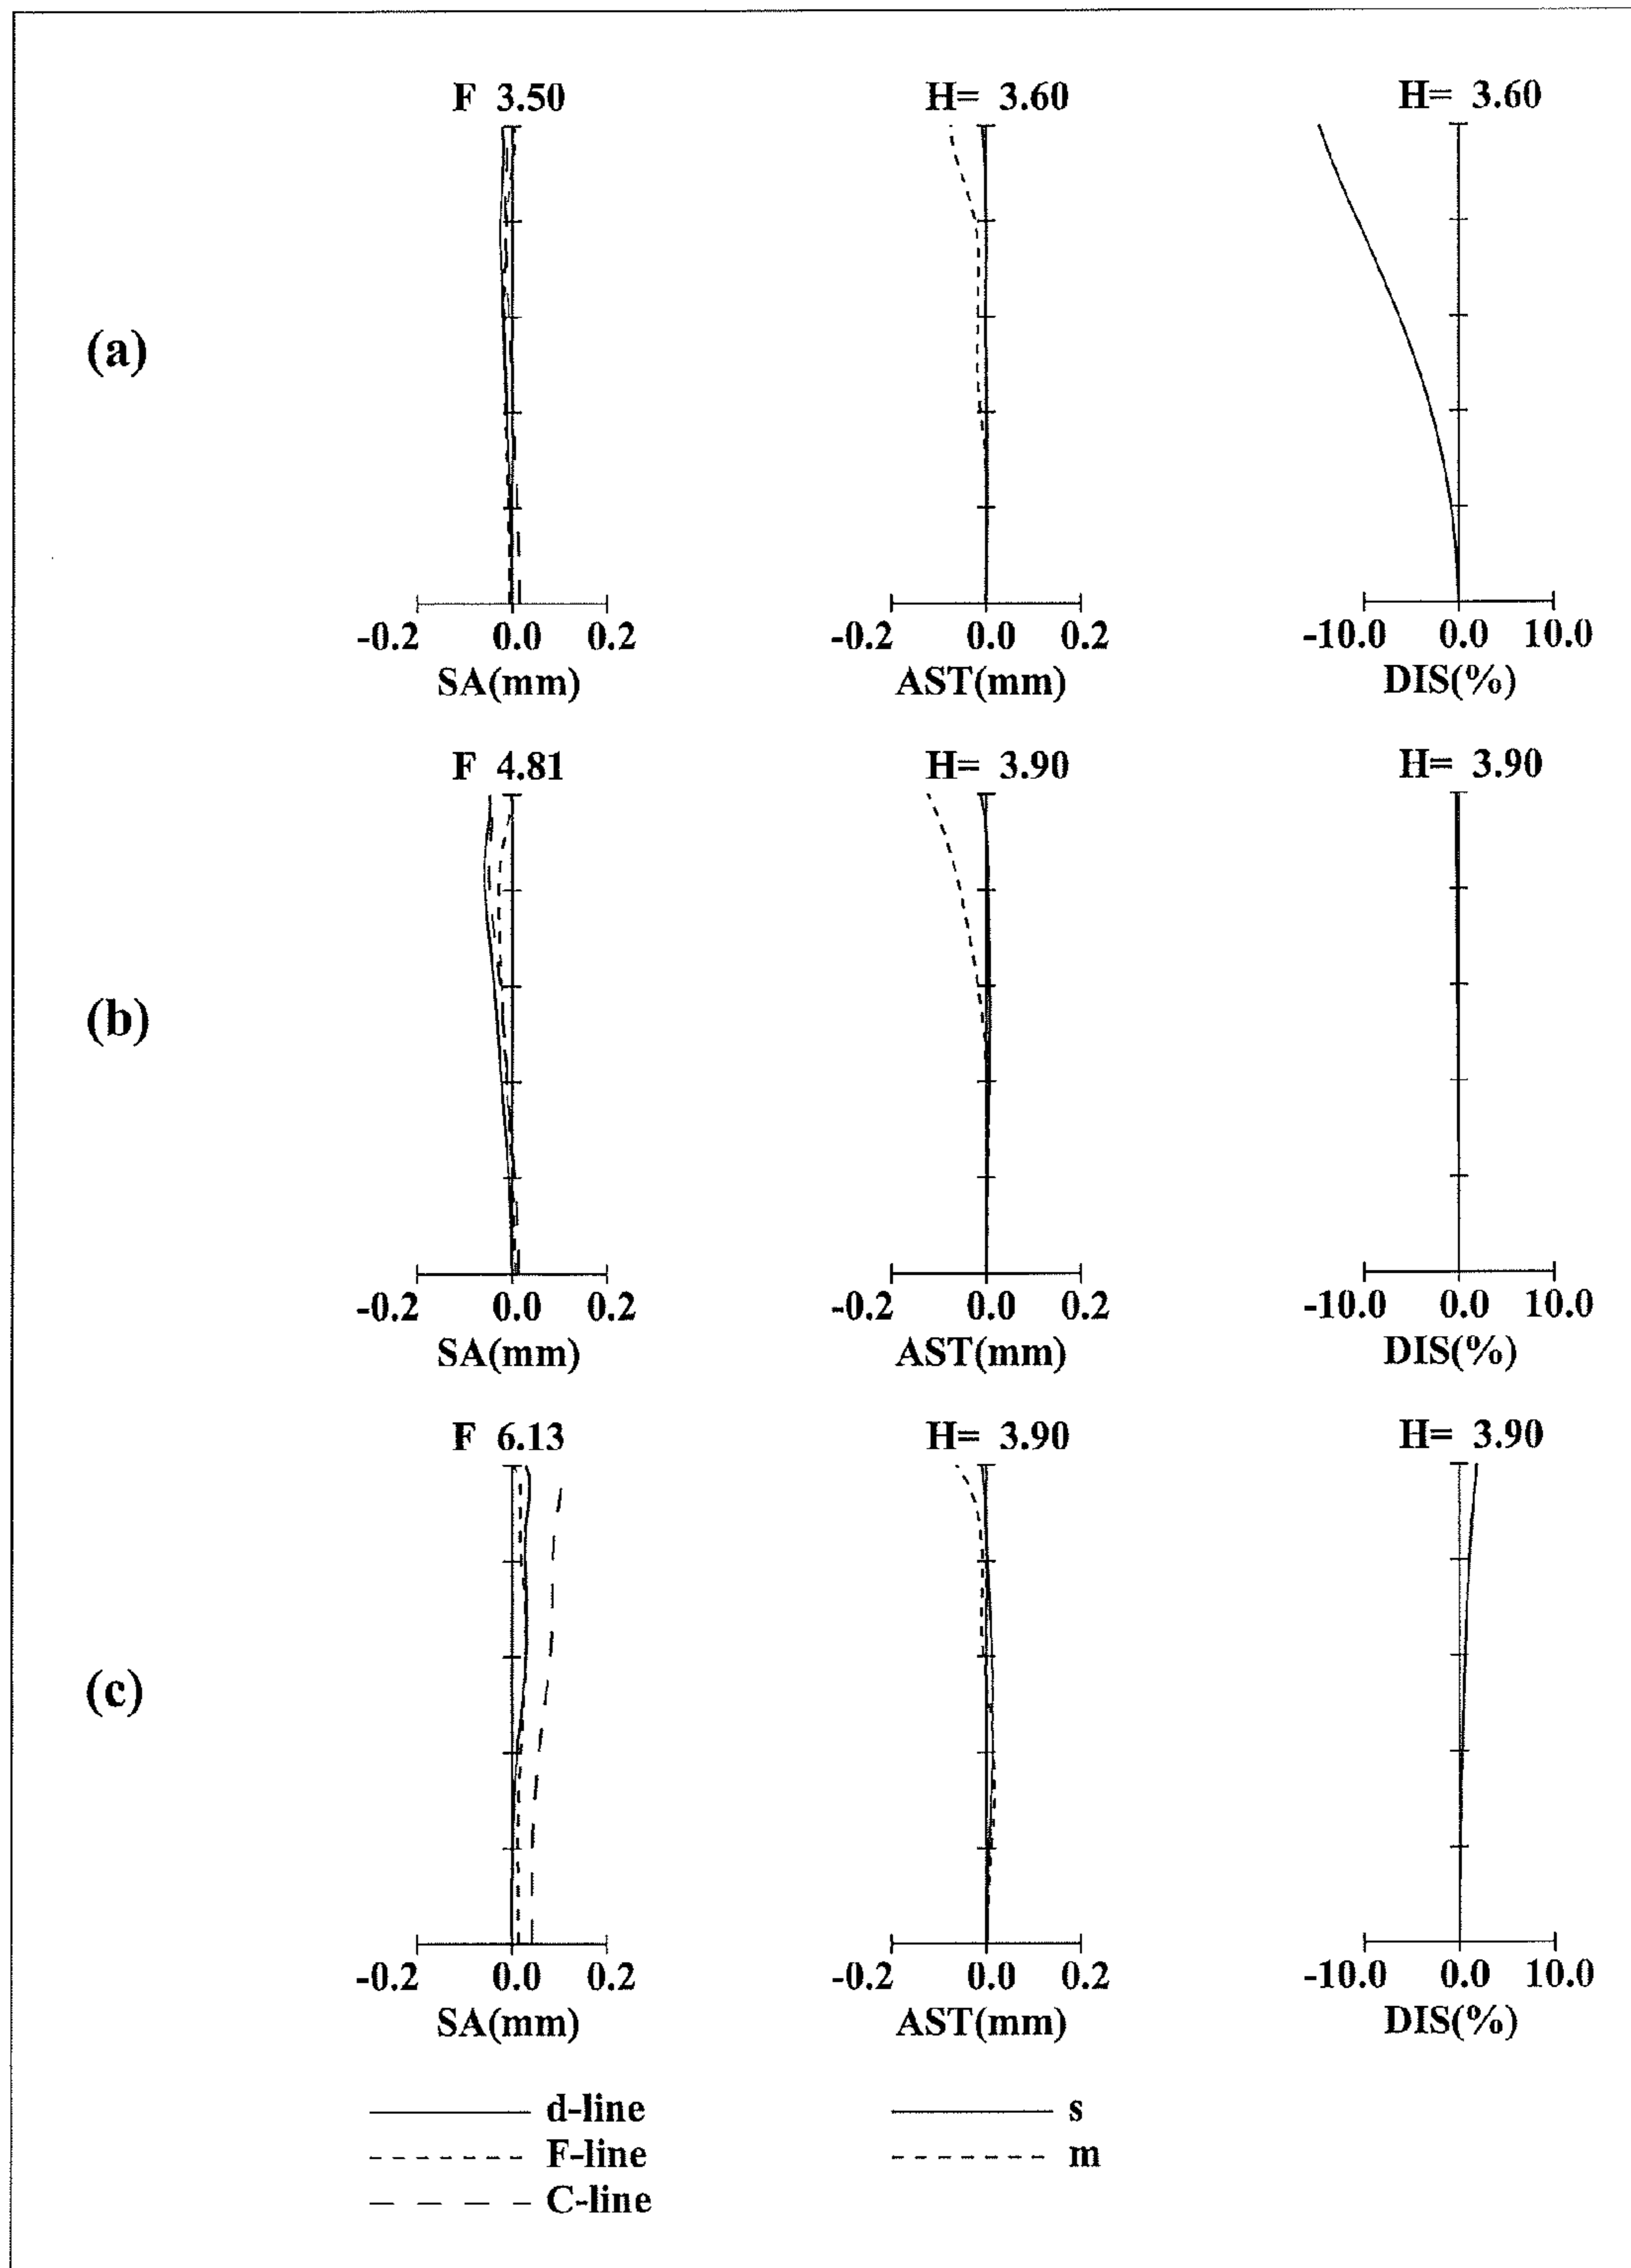 F 3.50 H= 3.60 H= 3.60
(a)
-0.2 0.0 0.2 -0.2 0.0 0.2 -10.0 0.0 10.0
SA(mm) AST(mm) DIS(%)
F 4.81 H= 3.90 H= 3.90
(b)
-0.2 0.0 0.2 -0.2 0.0 0.2 -10.0 0.0 10.0
SA(mm) AST(mm) DIS(%)
F 6.13 H= 3.90 H= 3.90
(c)
-0.2 0.0 0.2 -0.2 0.0 0.2 -10.0 0.0 10.0
SA(mm) AST(mm) DIS(%)
d-line s
F-line m
C-line